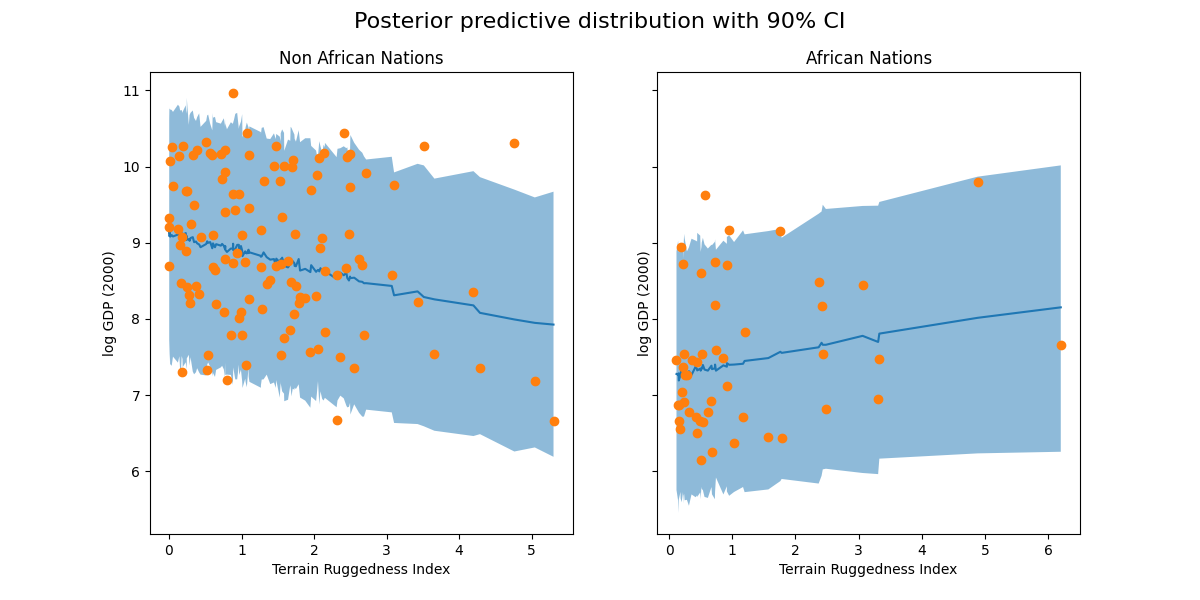 Posterior predictive distribution with 90% CI
Non African Nations
African Nations
log GDP (2000)
11
10
9
8
7
6
0
1
2
3
4
5
Terrain Ruggedness Index
log GDP (2000)
0
1
2
3
4
5
6
Terrain Ruggedness Index